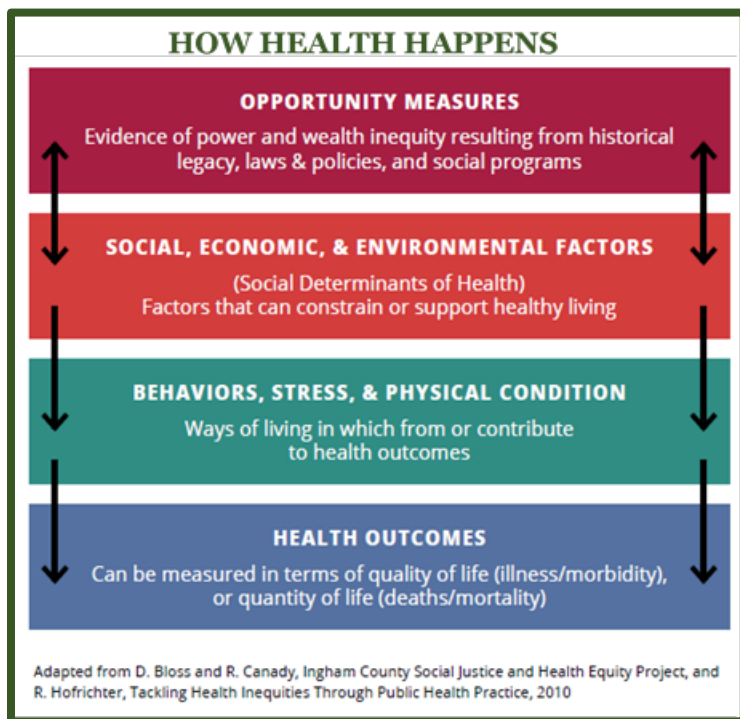 HOW HEALTH HAPPENS
OPPORTUNITY MEASURES
Evidence of power and wealth inequity resulting from historical
legacy, laws & policies, and social programs
SOCIAL, ECONOMIC, & ENVIRONMENTAL FACTORS
(Social Determinants of Health)
Factors that can constrain or support healthy living
BEHAVIORS, STRESS, & PHYSICAL CONDITION
Ways of living in which from or contribute
to health outcomes
HEALTH OUTCOMES
Can be measured in terms of quality of life (illness/morbidity),
or quantity of life (deaths/mortality)
Adapted from D. Bloss and R. Canady, Ingham County Social Justice and Health Equity Project, and
R. Hofrichter, Tackling Health Inequities Through Public Health Practice, 2010